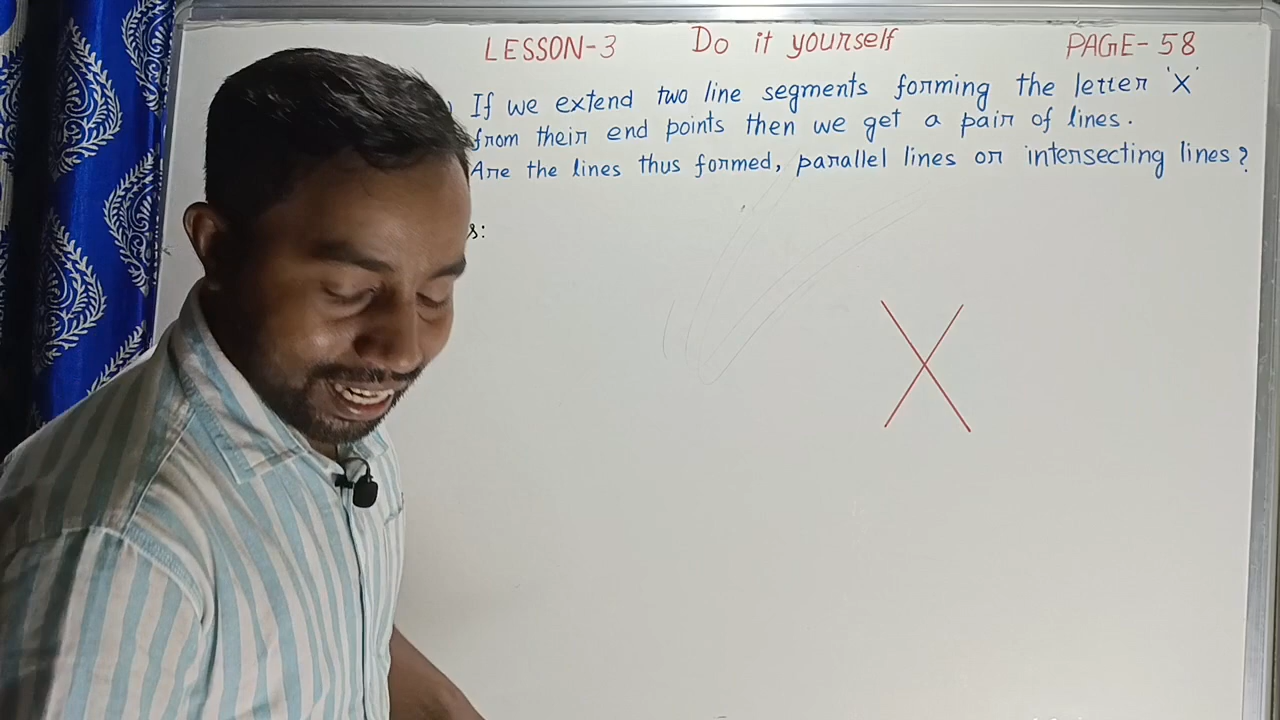 LESSON-3 Do it yourself PAGE-58
If we extend two line segments forming the letter 'X'
from their end points then we get a pair of lines.
Are the lines thus formed, parallel lines or intersecting lines?
s: